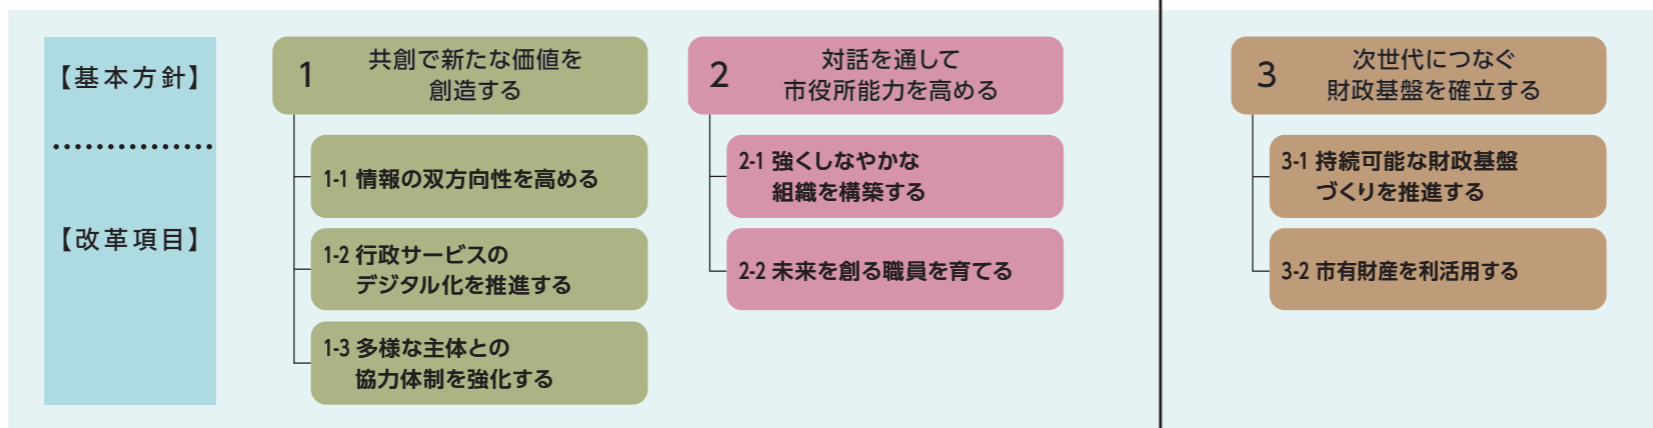 【基本方針】
【改革項目】
1
共創で新たな価値を
創造する
1-1 情報の双方向性を高める
1-2 行政サービスの
デジタル化を推進する
1-3 多様な主体との
協力体制を強化する
2
対話を通して
市役所能力を高める
2-1 強くしなやかな
組織を構築する
2-2 未来を創る職員を育てる
3
次世代につなぐ
財政基盤を確立する
3-1 持続可能な財政基盤
づくりを推進する
3-2 市有財産を利活用する